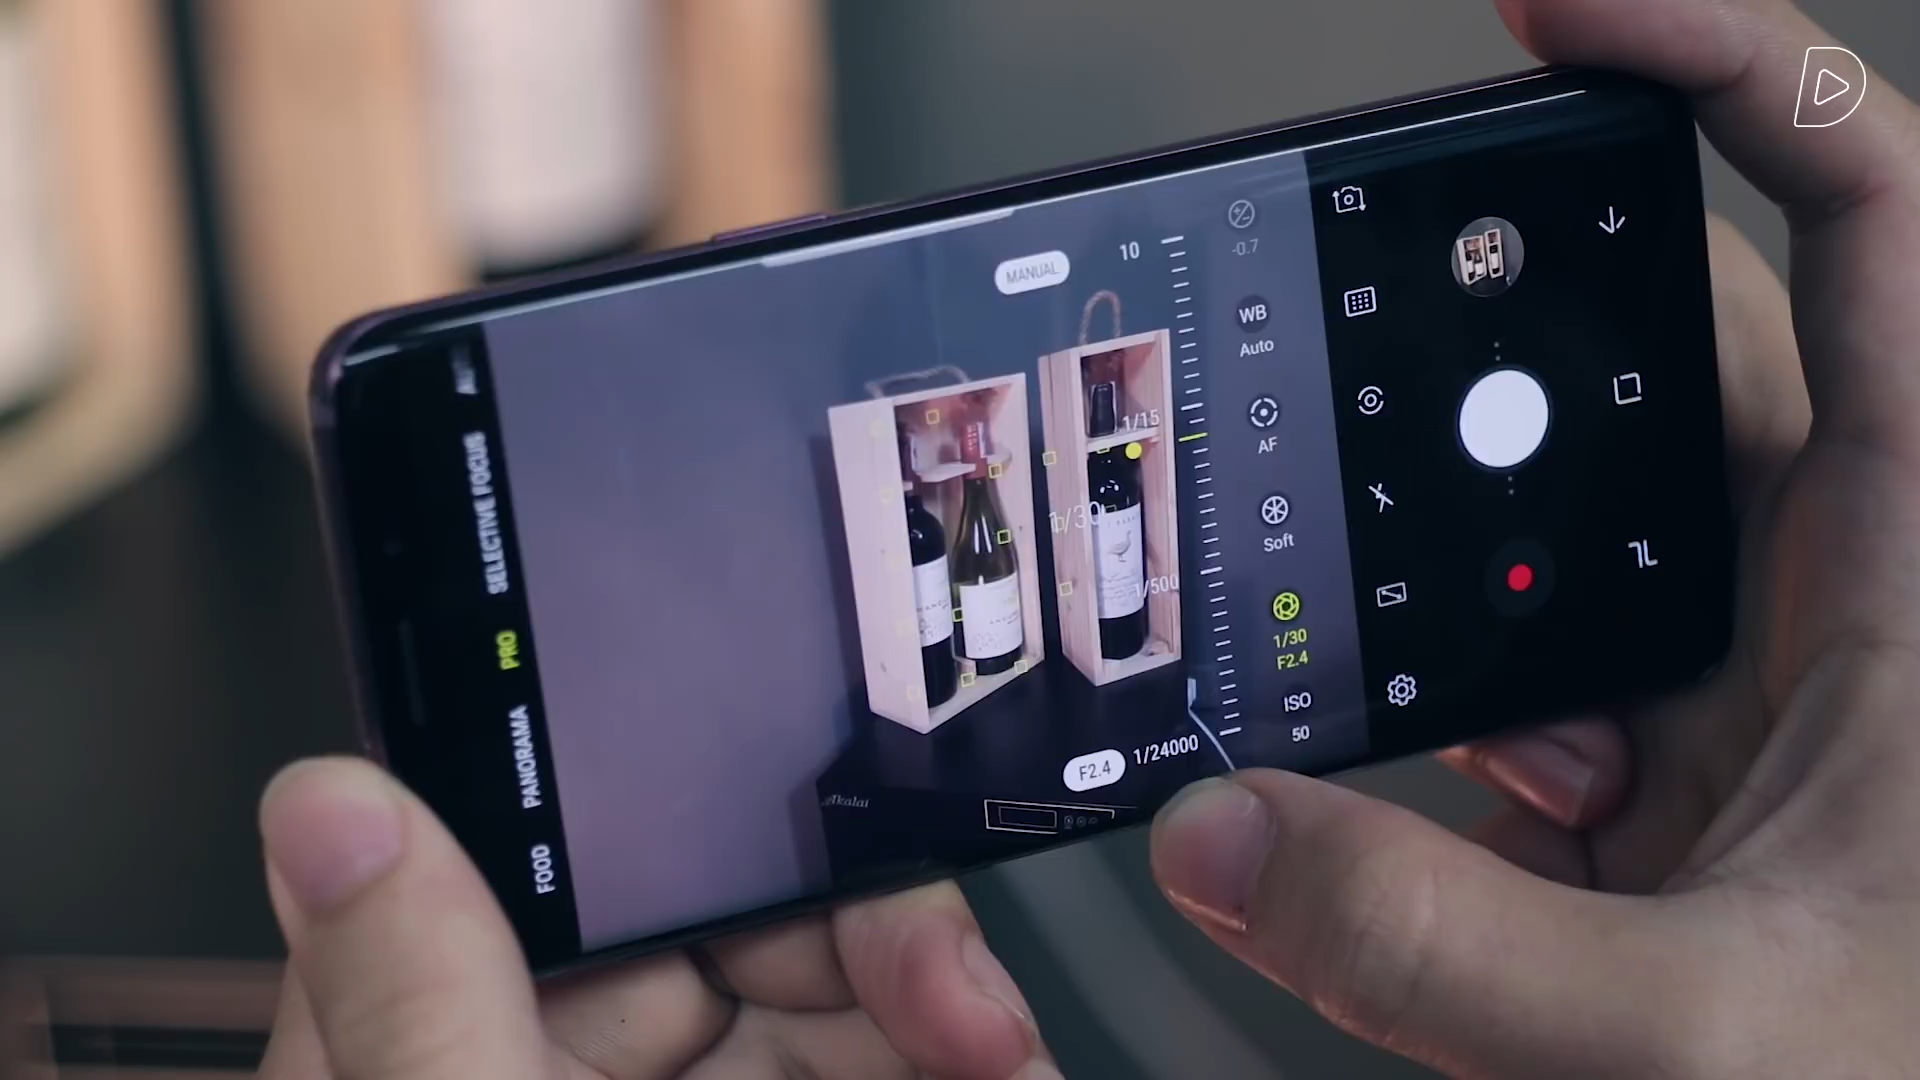 MANUAL
10
-0.7
WB
Auto
AF
Soft
1/30
F2.4
ISO
50
1/15
1/30
1/500
F2.4
1/24000
SELECTIVE FOCUS
PRO
PANORAMA
FOOD